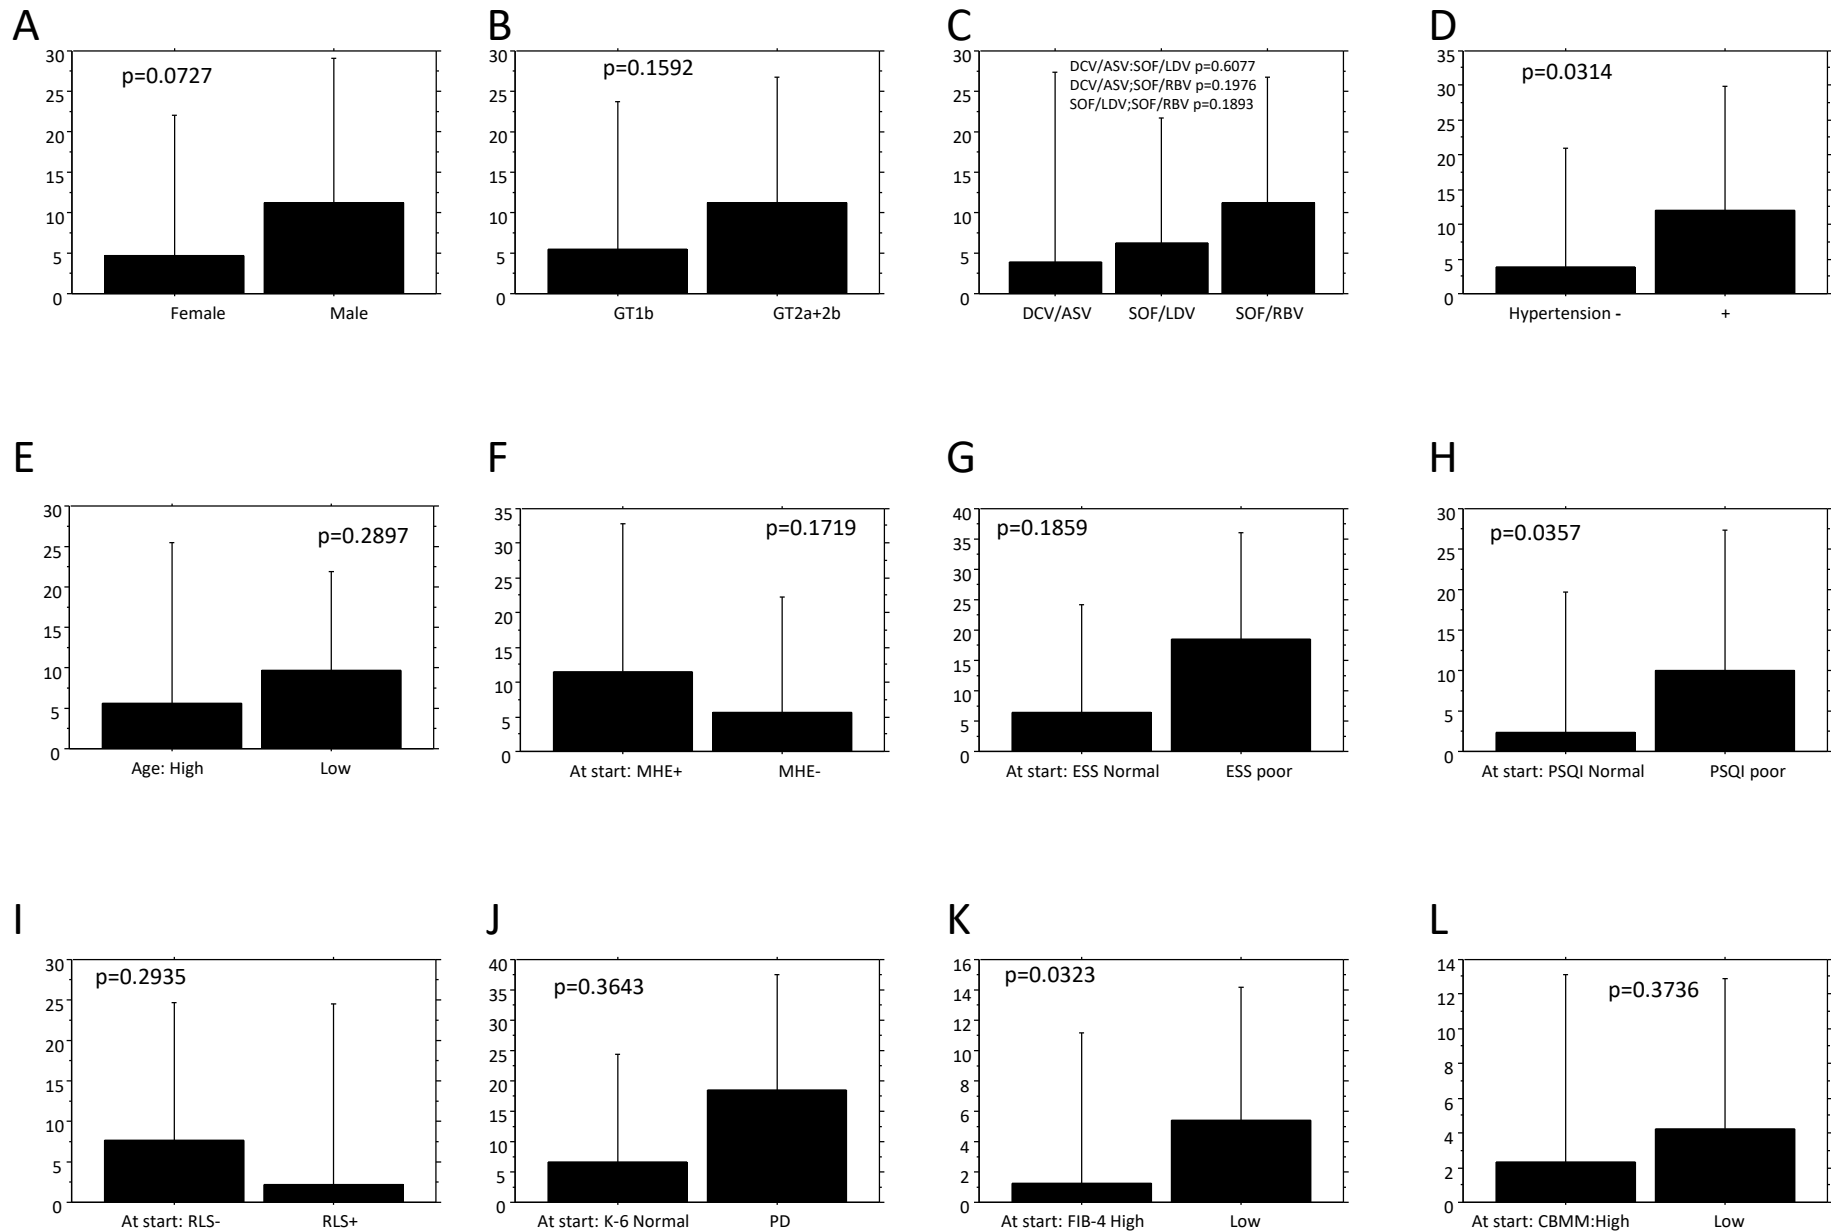 A
B
C
D
30
25
20
15
10
5
0
p=0.0727
Female
Male
30
25
20
15
10
5
0
p=0.1592
GT1b
GT2a+2b
30
25
20
15
10
5
0
DCV/ASV:SOF/LDV p=0.6077
DCV/ASV;SOF/RBV p=0.1976
SOF/LDV;SOF/RBV p=0.1893
DCV/ASV
SOF/LDV
SOF/RBV
35
30
25
20
15
10
5
0
p=0.0314
Hypertension -
+
E
F
G
H
30
25
20
15
10
5
0
p=0.2897
Age: High
Low
35
30
25
20
15
10
5
0
p=0.1719
At start: MHE+
MHE-
40
35
30
25
20
15
10
5
0
p=0.1859
At start: ESS Normal
ESS poor
30
25
20
15
10
5
0
p=0.0357
At start: PSQI Normal
PSQI poor
I
J
K
L
30
25
20
15
10
5
0
p=0.2935
At start: RLS-
RLS+
40
35
30
25
20
15
10
5
0
p=0.3643
At start: K-6 Normal
PD
16
14
12
10
8
6
4
2
0
p=0.0323
At start: FIB-4 High
Low
14
12
10
8
6
4
2
0
p=0.3736
At start: CBMM:High
Low